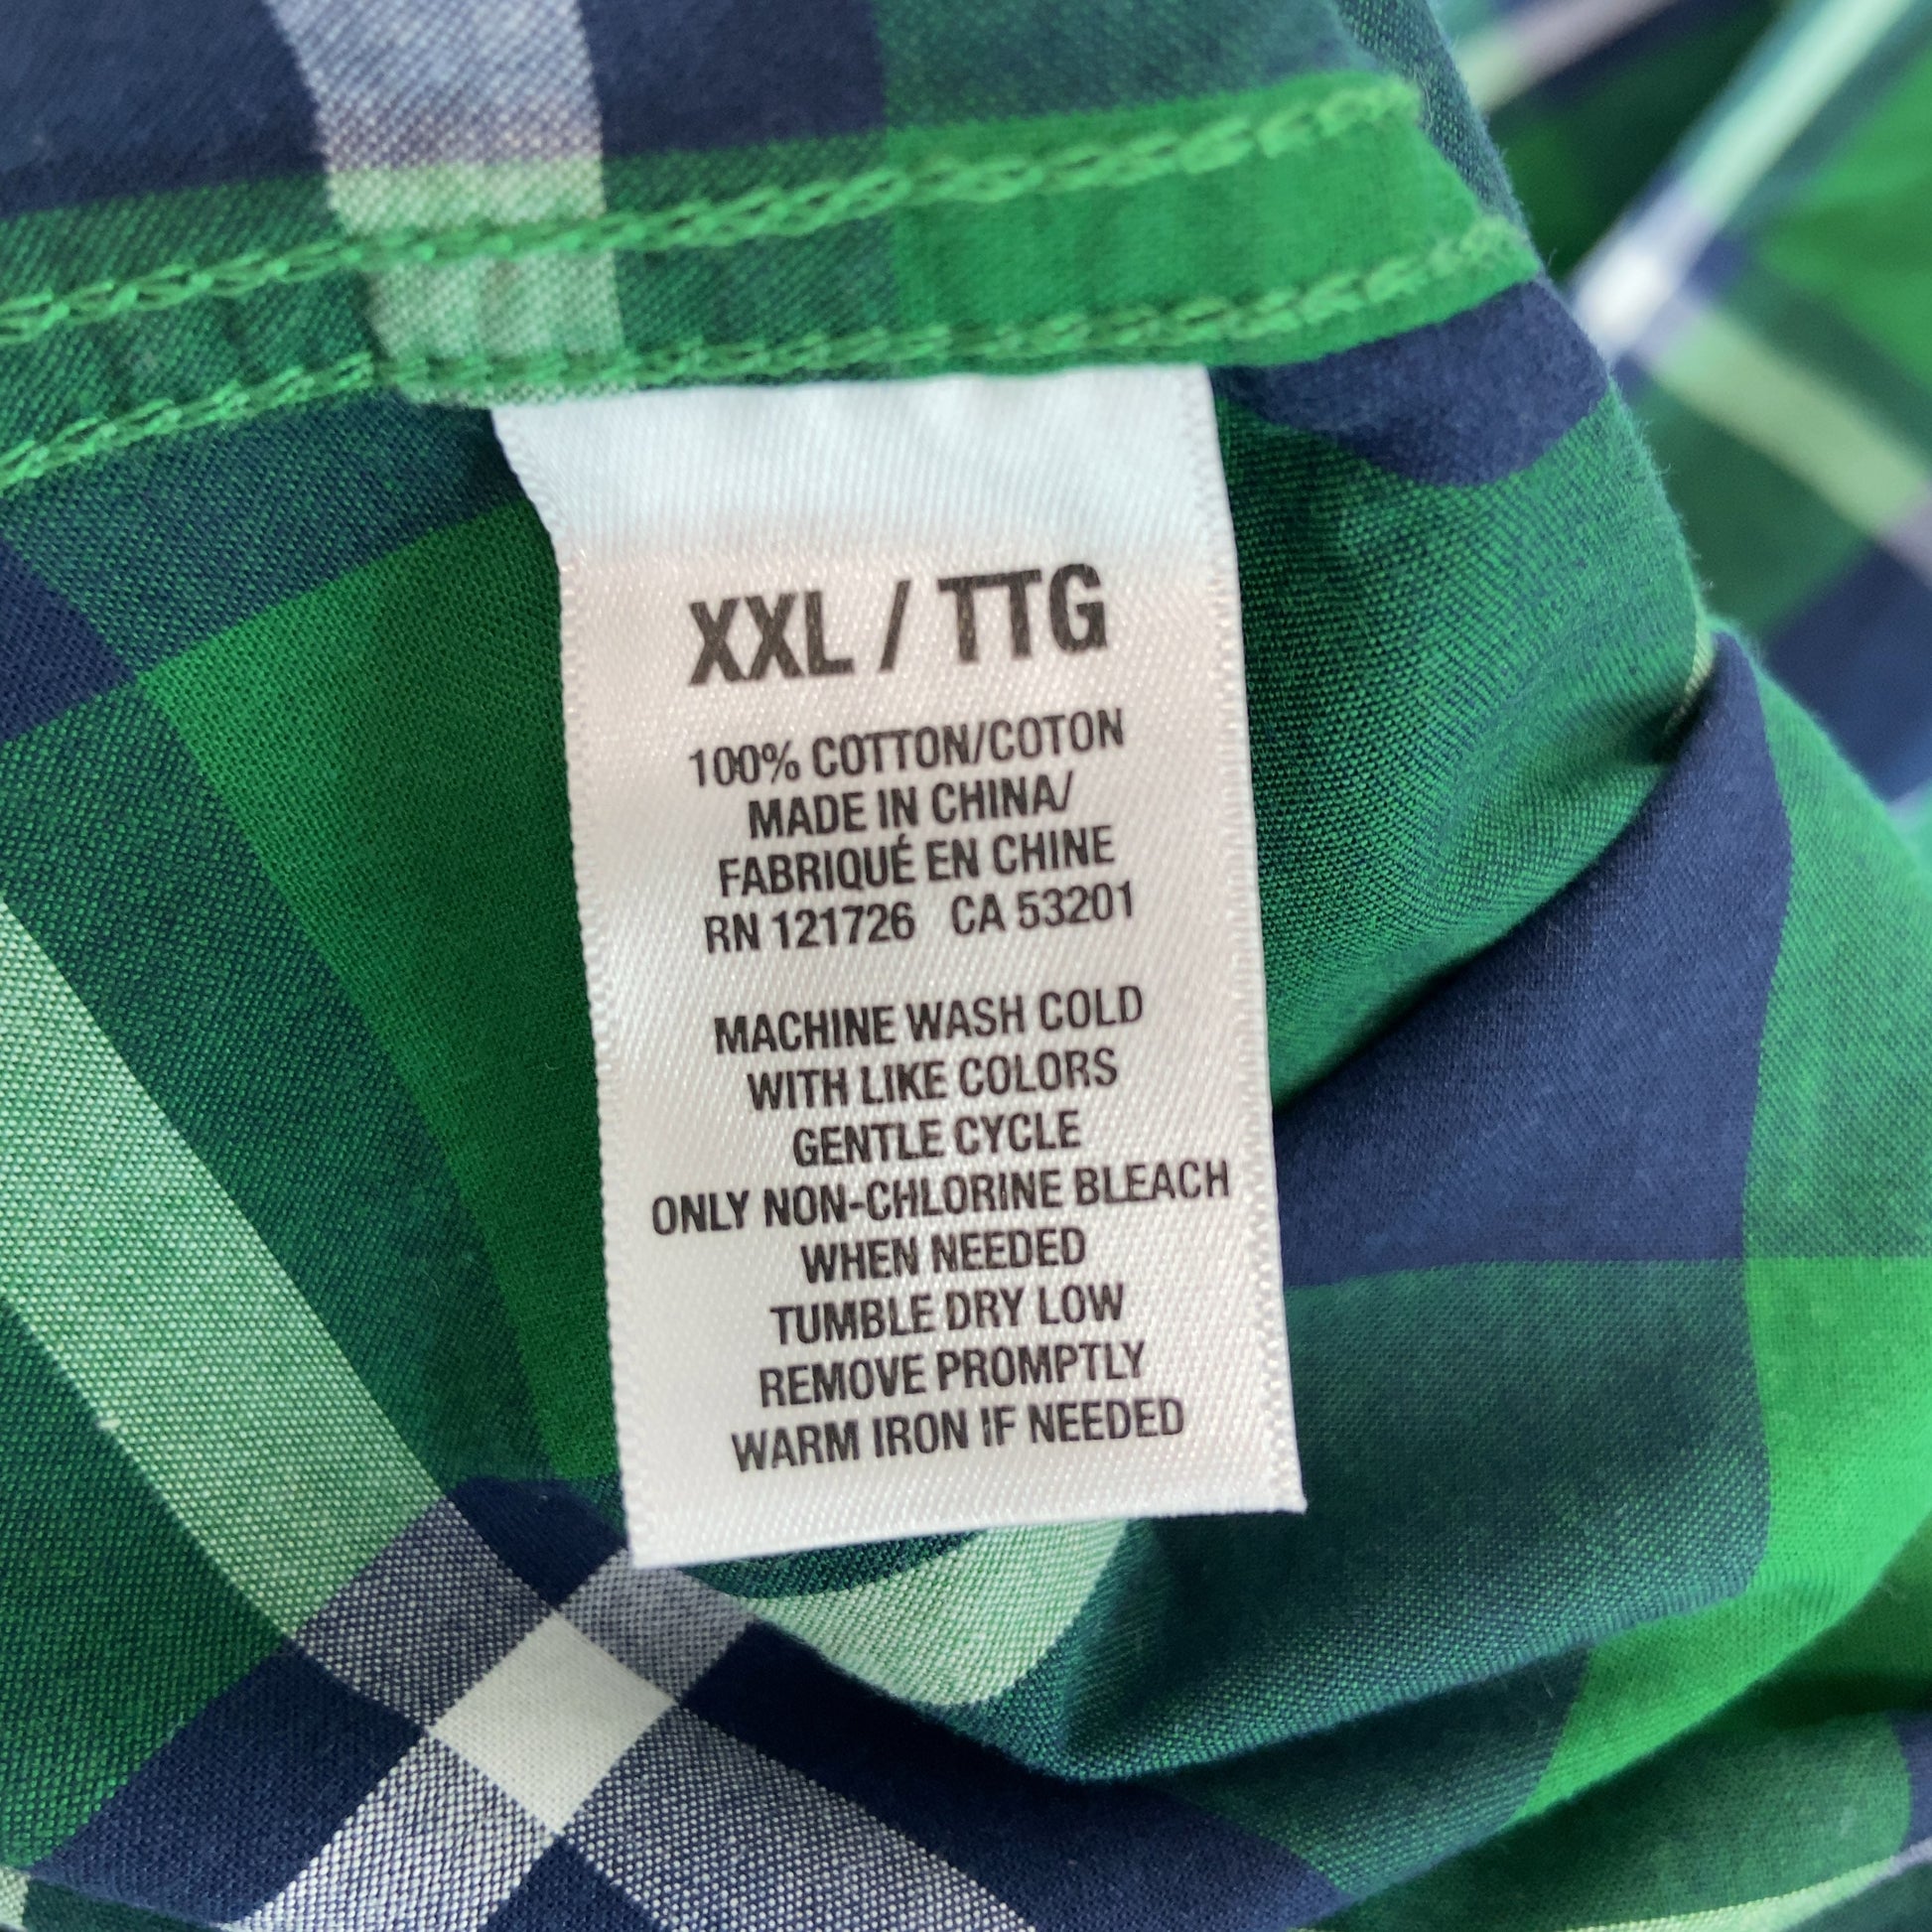 XXL / TTG
100% COTTON/COTON
MADE IN CHINA/
FABRIQUÉ EN CHINE
RN 121726 CA 53201
MACHINE WASH COLD
WITH LIKE COLORS
GENTLE CYCLE
ONLY NON-CHLORINE BLEACH
WHEN NEEDED
TUMBLE DRY LOW
REMOVE PROMPTLY
WARM IRON IF NEEDED